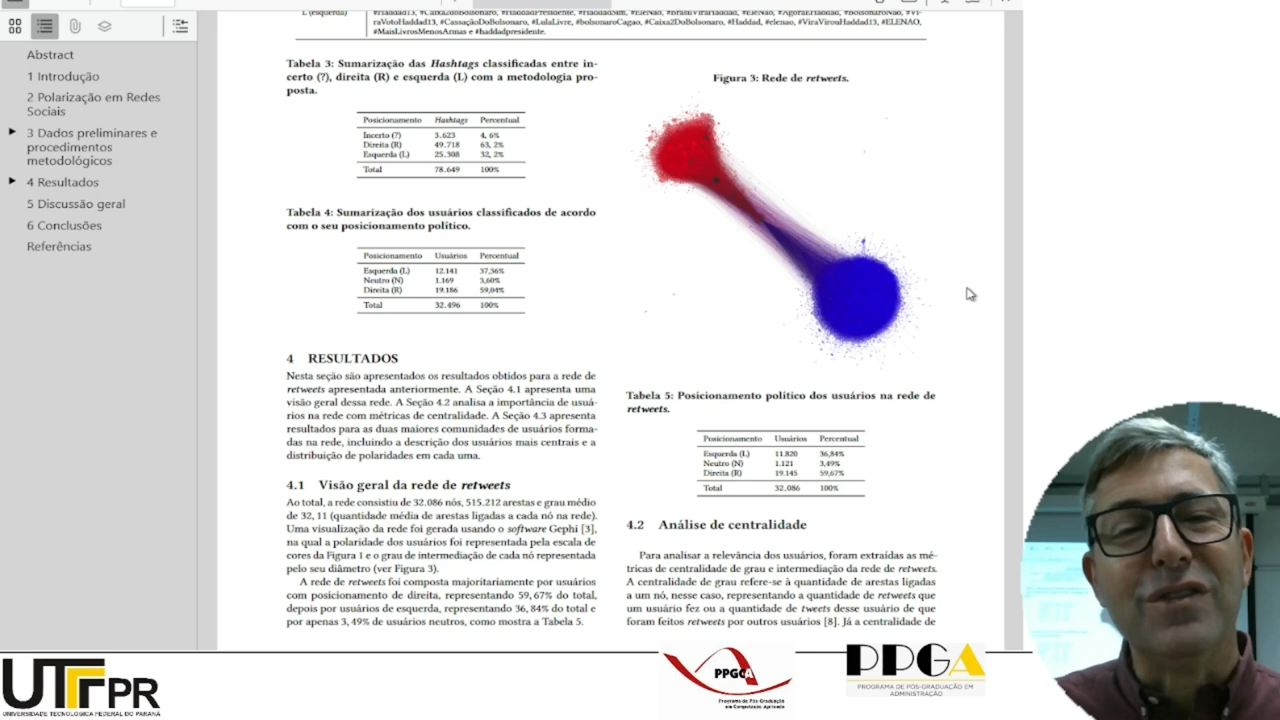 Abstract
1 Introdução
2 Polarização em Redes
Sociais
3 Dados preliminares e
procedimentos
metodológicos
4 Resultados
5 Discussão geral
6 Conclusões
Referências
L (esquerda)
#MaisLivrosMenosArmas e #haddadpresidente.
Tabela 3: Sumarização das Hashtags classificadas entre in-
certo (?), direita (R) e esquerda (L) com a metodologia pro-
posta.
Posicionamento Hashtags Percentual
Incerto (?) 3.623 4, 6%
Direita (R) 49.718 63, 2%
Esquerda (L) 25.308 32, 2%
Total 78.649 100%
Tabela 4: Sumarização dos usuários classificados de acordo
com o seu posicionamento político.
Posicionamento Usuários Percentual
Esquerda (L) 12.141 37,36%
Neutro (N) 1.169 3,60%
Direita (R) 19.186 59,04%
Total 32.496 100%
4 RESULTADOS
Nesta seção são apresentados os resultados obtidos para a rede de
retweets apresentada anteriormente. A Seção 4.1 apresenta uma
visão geral dessa rede. A Seção 4.2 analisa a importância de usuá-
rios na rede com métricas de centralidade. A Seção 4.3 apresenta
resultados para as duas maiores comunidades de usuários forma-
das na rede, incluindo a descrição dos usuários mais centrais e a
distribuição de polaridades em cada uma.
4.1 Visão geral da rede de retweets
Ao total, a rede consistiu de 32.086 nós, 515.212 arestas e grau médio
de 32, 11 (quantidade média de arestas ligadas a cada nó na rede).
Uma visualização da rede foi gerada usando o software Gephi [3],
na qual a polaridade dos usuários foi representada pela escala de
cores da Figura 1 e o grau de intermediação de cada nó representada
pelo seu diâmetro (ver Figura 3).
A rede de retweets foi composta majoritariamente por usuários
com posicionamento de direita, representando 59,67% do total,
depois por usuários de esquerda, representando 36, 84% do total e
por apenas 3, 49% de usuários neutros, como mostra a Tabela 5.
Figura 3: Rede de retweets.
Tabela 5: Posicionamento político dos usuários na rede de
retweets.
Posicionamento Usuários Percentual
Esquerda (L) 11.820 36,84%
Neutro (N) 1.121 3,49%
Direita (R) 19.145 59,67%
Total 32.086 100%
4.2 Análise de centralidade
Para analisar a relevância dos usuários, foram extraídas as mé-
tricas de centralidade de grau e intermediação da rede de retweets.
A centralidade de grau refere-se à quantidade de arestas ligadas
a um nó, nesse caso, representando a quantidade de retweets que
um usuário fez ou a quantidade de tweets desse usuário de que
foram feitos retweets por outros usuários [8]. Já a centralidade de
UTFPR
UNIVERSIDADE TECNOLÓGICA FEDERAL DO PARANÁ
PPGCA
Programa de Pós-Graduação
em Computação Aplicada
PPGA
PROGRAMA DE PÓS-GRADUAÇÃO EM
ADMINISTRAÇÃO